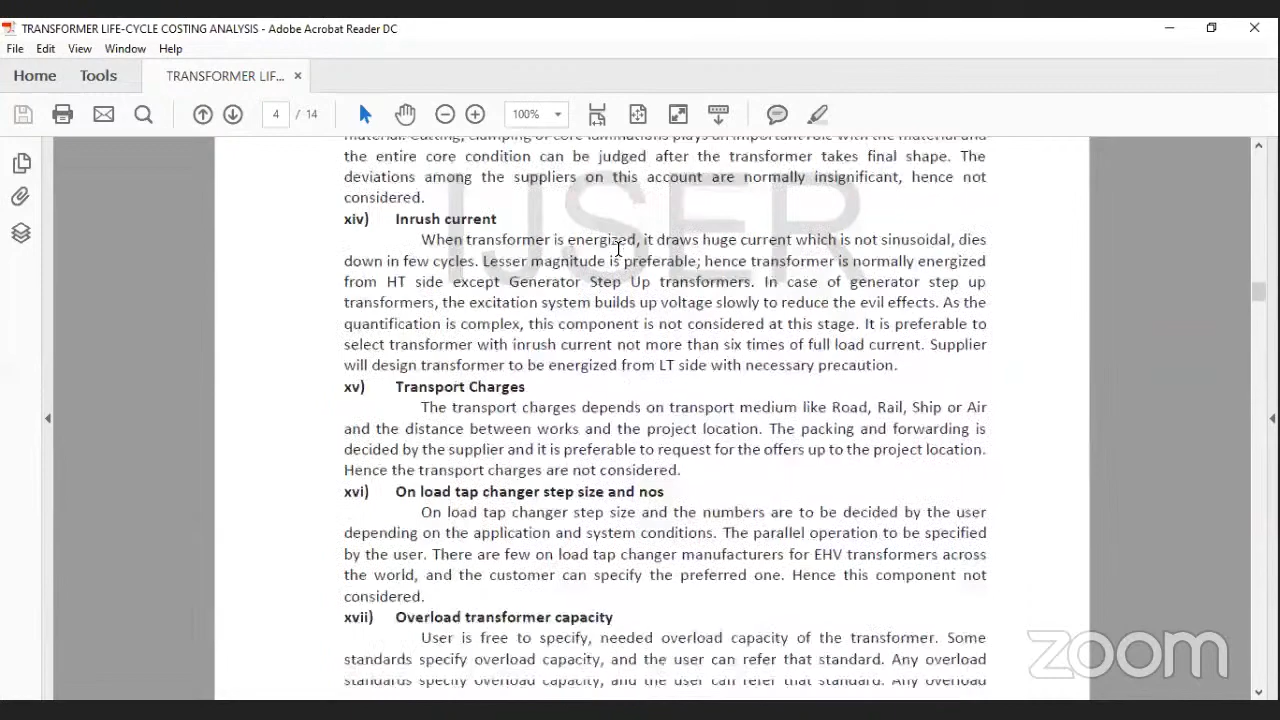 TRANSFORMER LIFE-CYCLE COSTING ANALYSIS - Adobe Acrobat Reader DC
File Edit View Window Help
Home Tools TRANSFORMER LIF... ×
4 / 14 100%
material. Cutting, clamping of core laminations plays an important role with the material and
the entire core condition can be judged after the transformer takes final shape. The
deviations among the suppliers on this account are normally insignificant, hence not
considered.
xiv) Inrush current
When transformer is energized, it draws huge current which is not sinusoidal, dies
down in few cycles. Lesser magnitude is preferable; hence transformer is normally energized
from HT side except Generator Step Up transformers. In case of generator step up
transformers, the excitation system builds up voltage slowly to reduce the evil effects. As the
quantification is complex, this component is not considered at this stage. It is preferable to
select transformer with inrush current not more than six times of full load current. Supplier
will design transformer to be energized from LT side with necessary precaution.
xv) Transport Charges
The transport charges depends on transport medium like Road, Rail, Ship or Air
and the distance between works and the project location. The packing and forwarding is
decided by the supplier and it is preferable to request for the offers up to the project location.
Hence the transport charges are not considered.
xvi) On load tap changer step size and nos
On load tap changer step size and the numbers are to be decided by the user
depending on the application and system conditions. The parallel operation to be specified
by the user. There are few on load tap changer manufacturers for EHV transformers across
the world, and the customer can specify the preferred one. Hence this component not
considered.
xvii) Overload transformer capacity
User is free to specify, needed overload capacity of the transformer. Some
standards specify overload capacity, and the user can refer that standard. Any overload
standards specify overload capacity, and the user can refer that standard. Any overload
IJSER
zoom